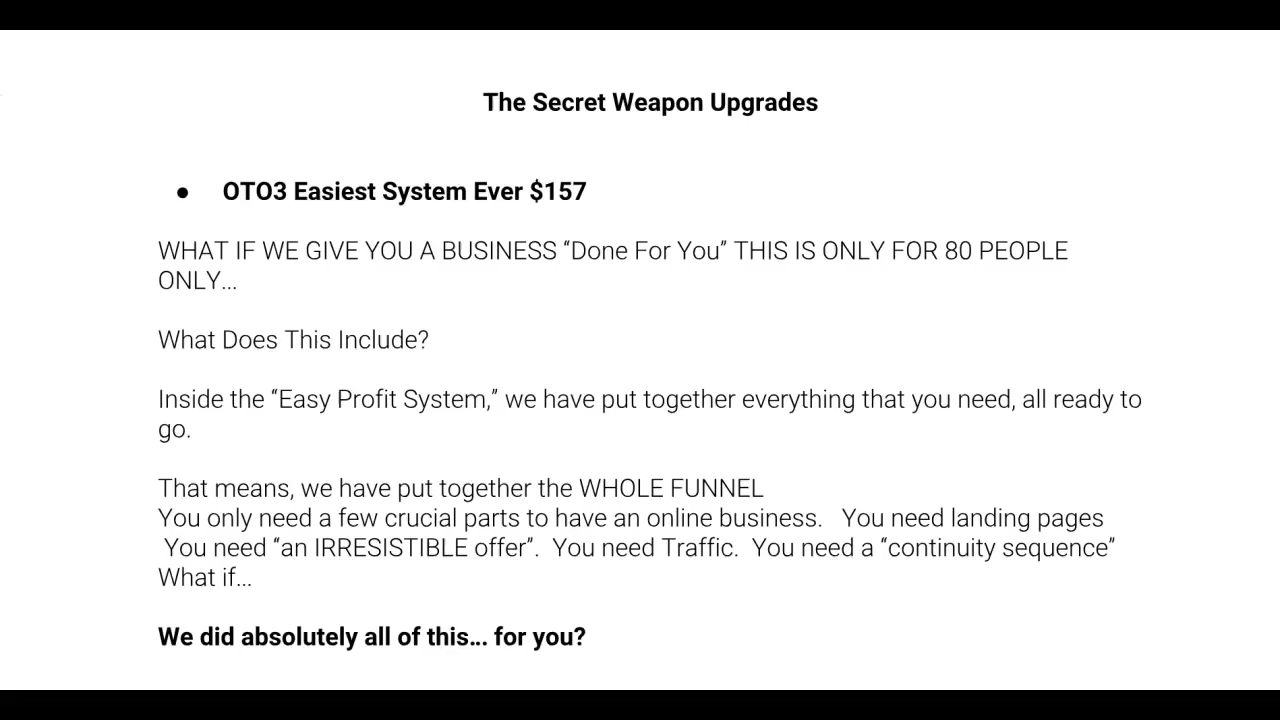 The Secret Weapon Upgrades
● OTO3 Easiest System Ever $157
WHAT IF WE GIVE YOU A BUSINESS “Done For You” THIS IS ONLY FOR 80 PEOPLE
ONLY...
What Does This Include?
Inside the “Easy Profit System,” we have put together everything that you need, all ready to
go.
That means, we have put together the WHOLE FUNNEL
You only need a few crucial parts to have an online business.   You need landing pages
You need “an IRRESISTIBLE offer”.  You need Traffic.  You need a “continuity sequence”
What if...
We did absolutely all of this... for you?